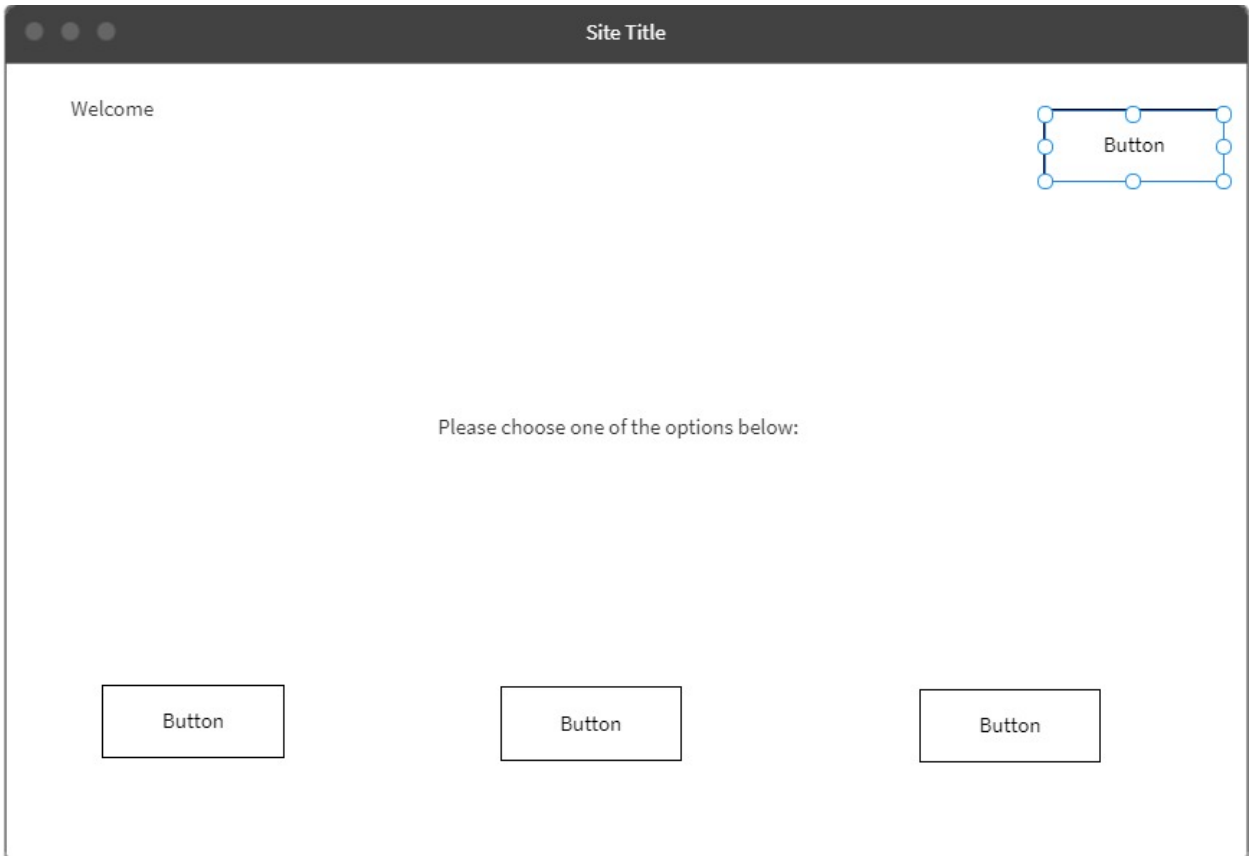 Site Title
Welcome
Button
Please choose one of the options below:
Button
Button
Button